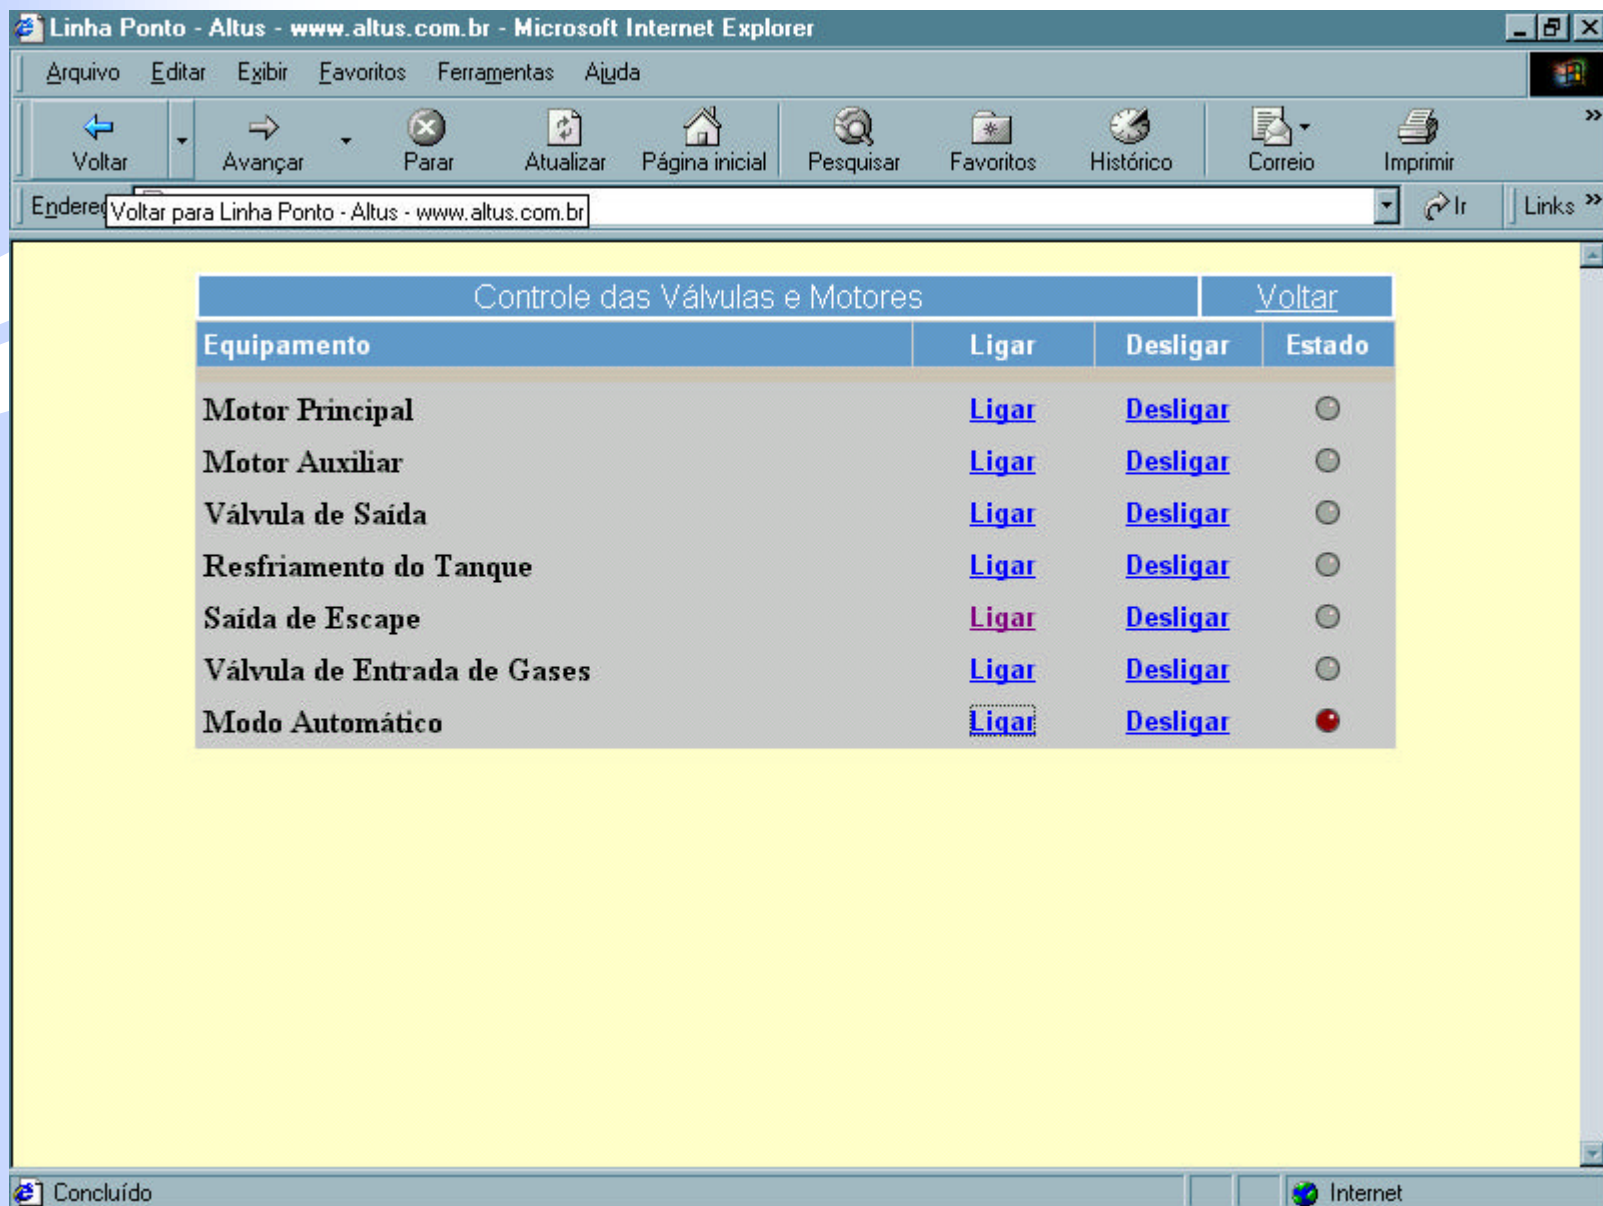 Linha Ponto - Altus - www.altus.com.br - Microsoft Internet Explorer
Arquivo Editar Exibir Favoritos Ferramentas Ajuda
Voltar Avançar Parar Atualizar Página inicial Pesquisar Favoritos Histórico Correio Imprimir »
Voltar para Linha Ponto - Altus - www.altus.com.br Ir Links »
Controle das Válvulas e Motores Voltar
Equipamento Ligar Desligar Estado
Motor Principal Ligar Desligar
Motor Auxiliar Ligar Desligar
Válvula de Saída Ligar Desligar
Resfriamento do Tanque Ligar Desligar
Saída de Escape Ligar Desligar
Válvula de Entrada de Gases Ligar Desligar
Modo Automático Ligar Desligar
Concluído Internet